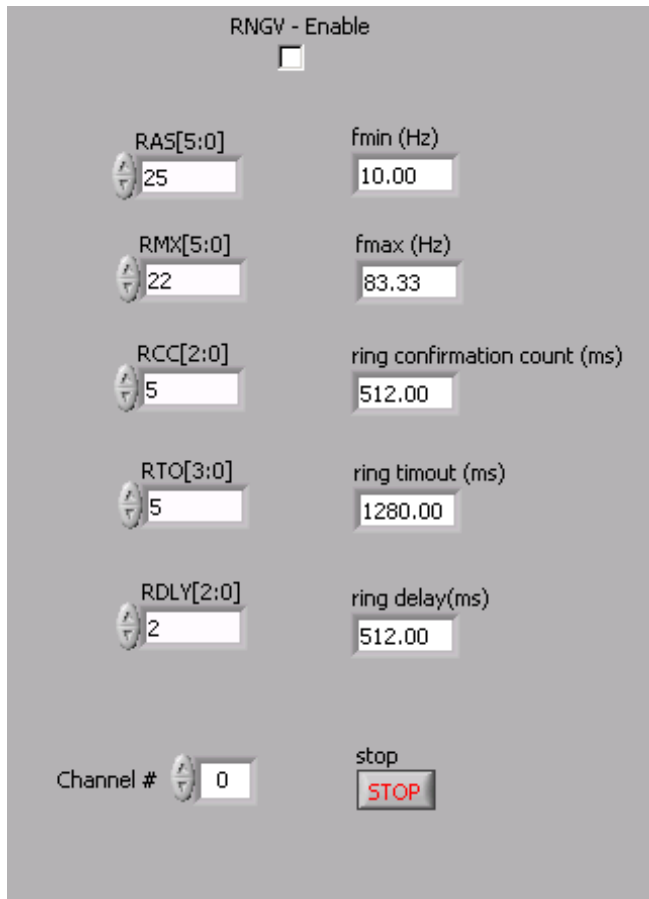 RNGV - Enable
RAS[5:0]
fmin (Hz)
25
10.00
RMX[5:0]
fmax (Hz)
22
83.33
RCC[2:0]
ring confirmation count (ms)
5
512.00
RTO[3:0]
ring timout (ms)
5
1280.00
RDLY[2:0]
ring delay(ms)
2
512.00
stop
Channel #
0
STOP